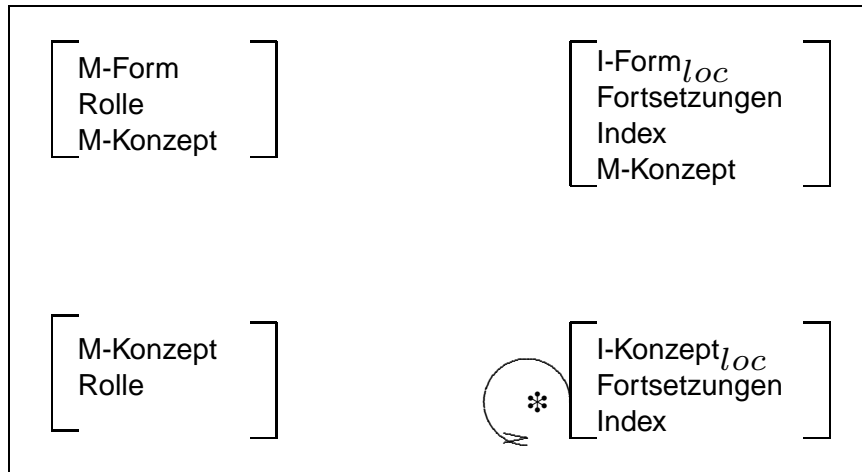 M-Form
Rolle
M-Konzept
I-Form loc
Fortsetzungen
Index
M-Konzept
M-Konzept
Rolle
I-Konzept loc
Fortsetzungen
Index
*